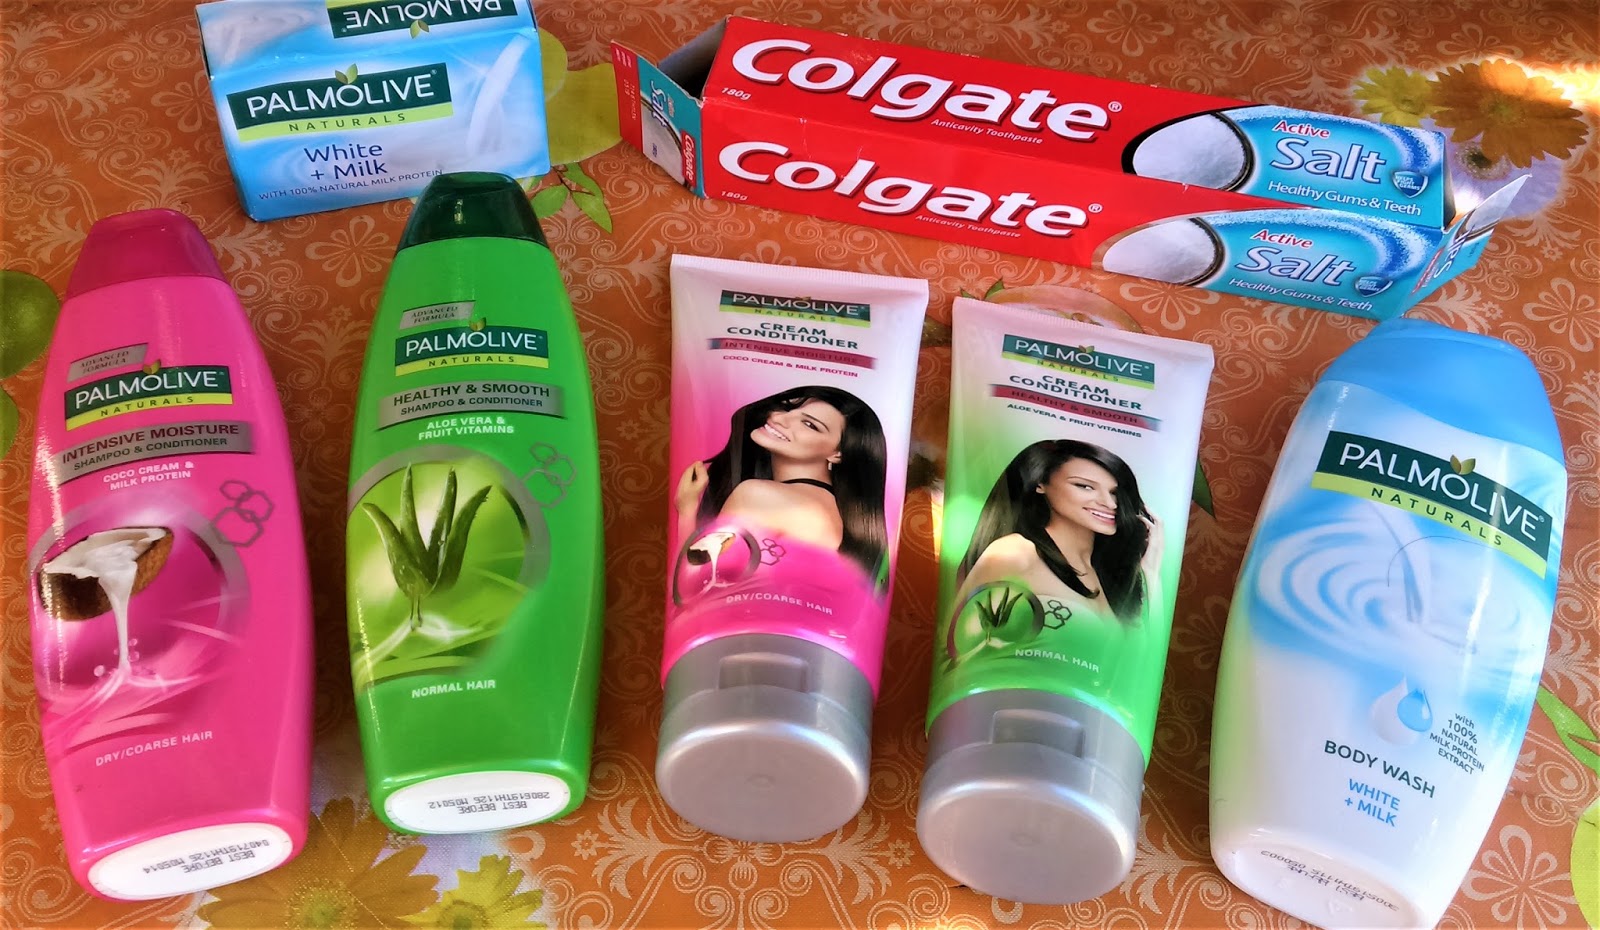 PALMOLIVE
PALMOLIVE
NATURALS
White
+ Milk
WITH 100% NATURAL MILK PROTEIN
Colgate®
180g
Anticavity Toothpaste
Active
Salt
Healthy Gums & Teeth
Colgate®
180g
Anticavity Toothpaste
Active
Salt
Healthy Gums & Teeth
Salt
Colgate
ADVANCED
FORMULA
PALMOLIVE
NATURALS
INTENSIVE MOISTURE
SHAMPOO & CONDITIONER
COCO CREAM &
MILK PROTEIN
DRY/COARSE HAIR
BEST BEFORE
ADVANCED
FORMULA
PALMOLIVE
NATURALS
HEALTHY & SMOOTH
SHAMPOO & CONDITIONER
ALOE VERA &
FRUIT VITAMINS
NORMAL HAIR
BEST BEFORE
PALMOLIVE
NATURALS
CREAM
CONDITIONER
INTENSIVE MOISTURE
COCO CREAM & MILK PROTEIN
DRY/COARSE HAIR
PALMOLIVE
NATURALS
CREAM
CONDITIONER
HEALTHY & SMOOTH
ALOE VERA & FRUIT VITAMINS
NORMAL HAIR
PALMOLIVE
NATURALS
with
100%
NATURAL
MILK PROTEIN
EXTRACT
BODY WASH
WHITE
+ MILK